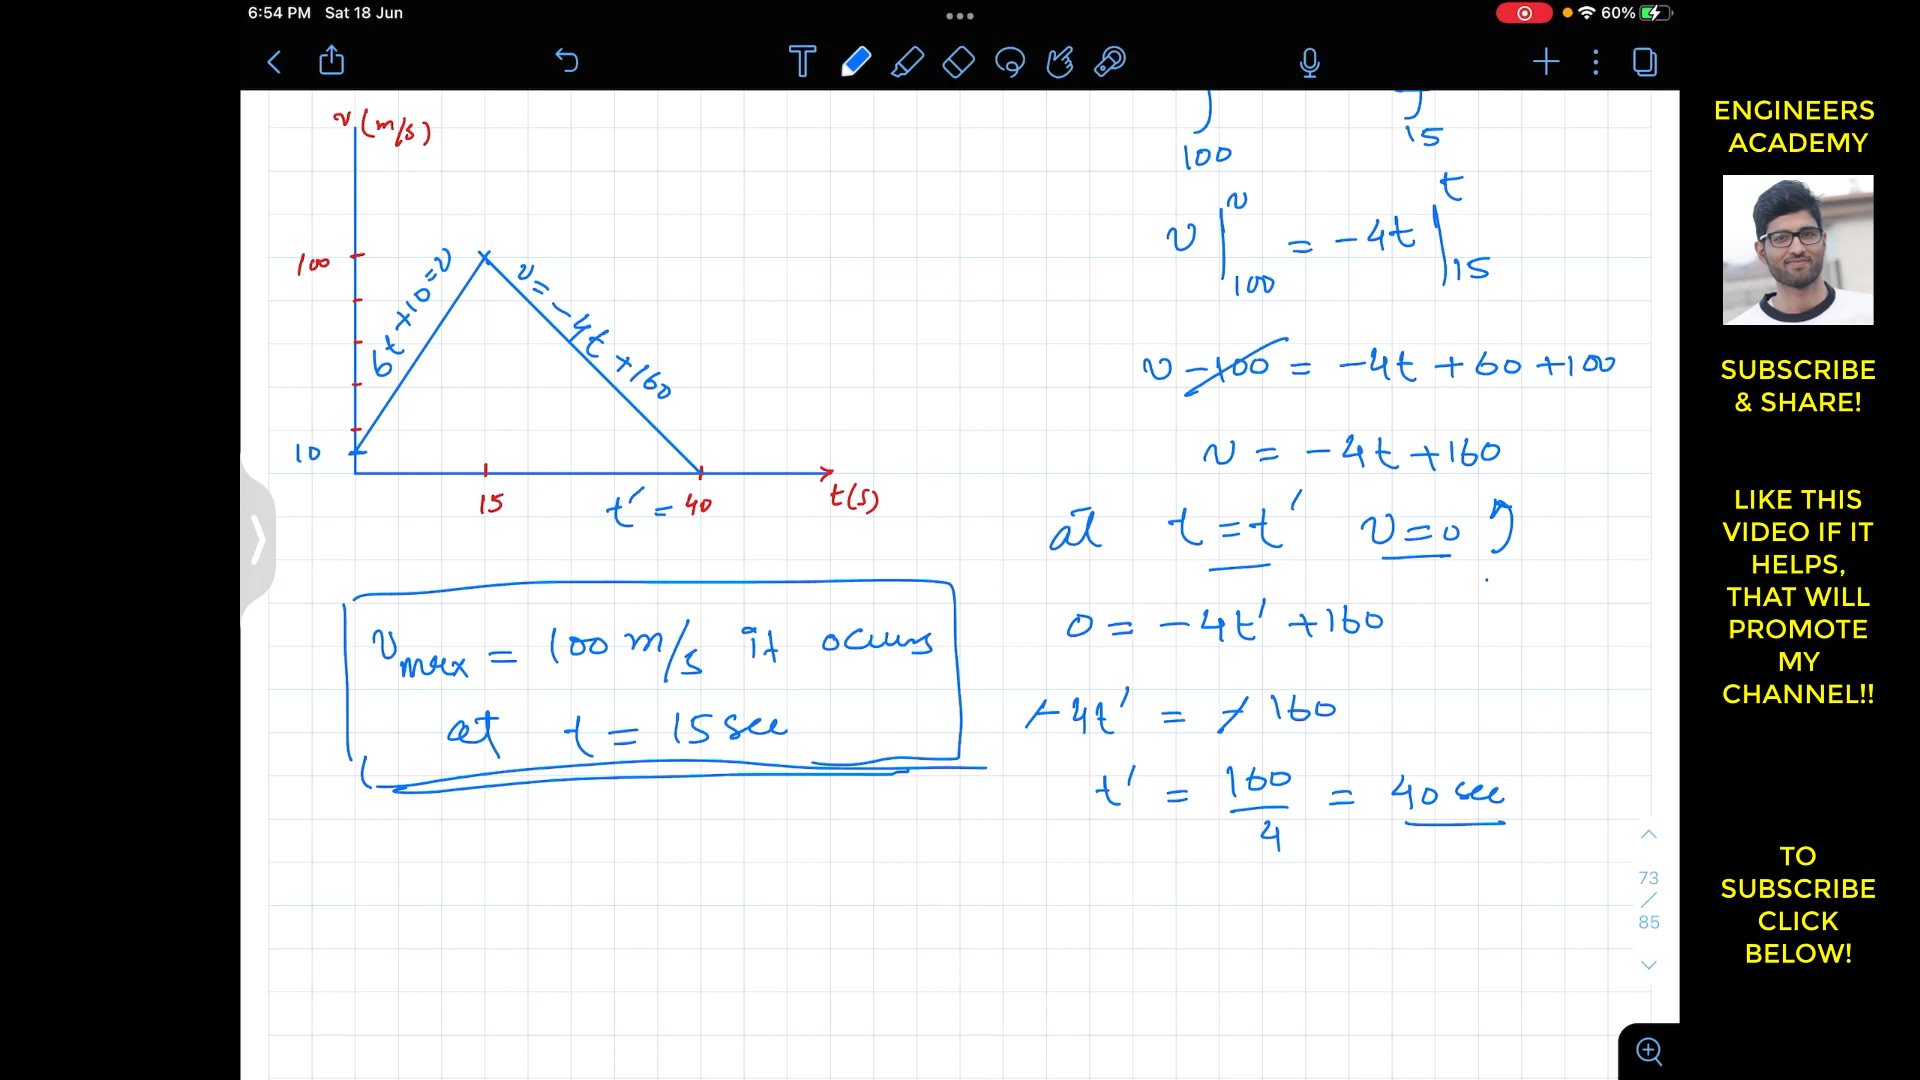 6:54 PM Sat 18 Jun
60%
v (m/s)
100
10
6t +10 = v
v = -4t +160
15
t' = 40
t(s)
vmax = 100 m/s it occurs
at t = 15 sec
100
15
v |v 100 = -4t |t 15
v - 100 = -4t + 60 + 100
v = -4t + 160
at t = t' v = 0
0 = -4t' + 160
-4t' = -160
t' = 160/4 = 40 sec
73
/
85
ENGINEERS
ACADEMY
SUBSCRIBE
& SHARE!
LIKE THIS
VIDEO IF IT
HELPS,
THAT WILL
PROMOTE
MY
CHANNEL!!
TO
SUBSCRIBE
CLICK
BELOW!